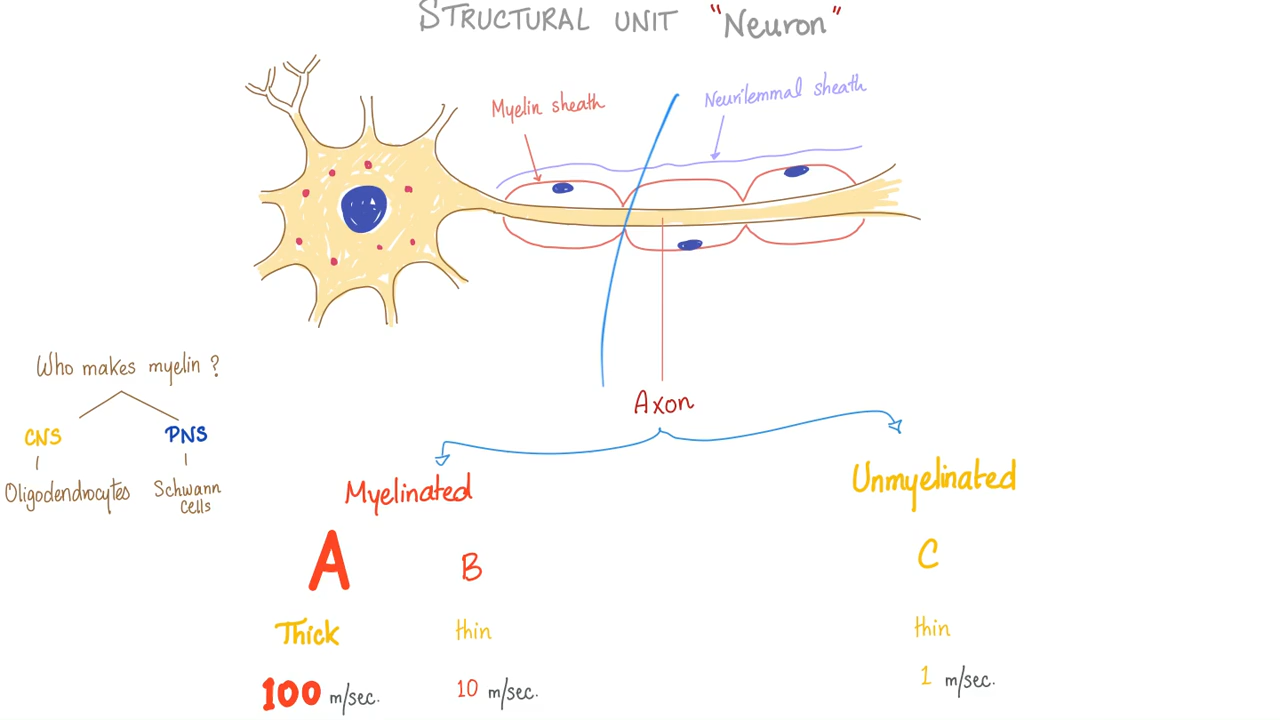 STRUCTURAL UNIT "Neuron"
Myelin sheath
Neurilemmal sheath
Who makes myelin ?
CNS
PNS
Oligodendrocytes
Schwann
cells
Axon
Myelinated
Unmyelinated
A
B
C
Thick
thin
thin
100 m/sec.
10 m/sec.
1 m/sec.